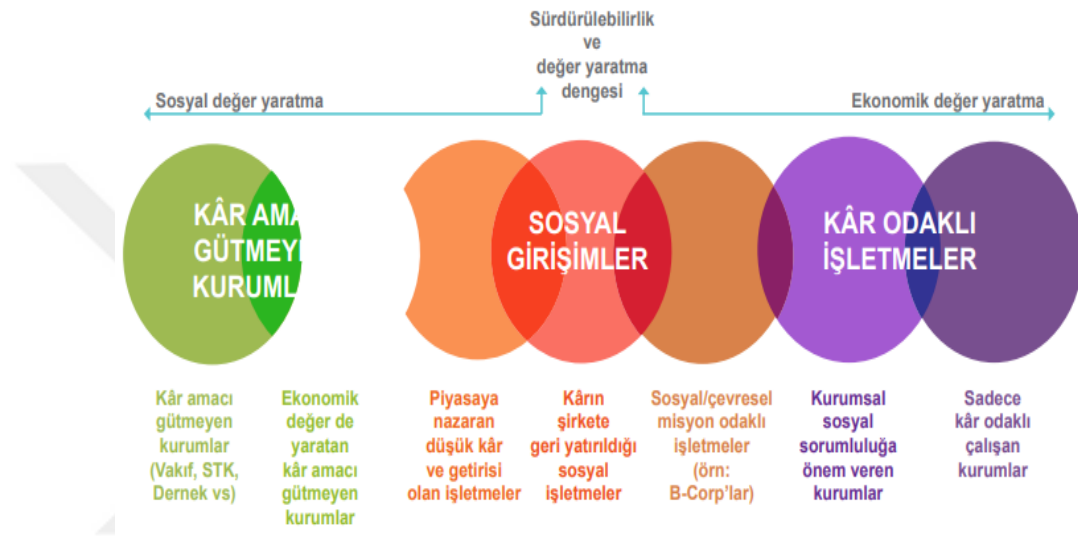 Sürdürülebilirlik
ve
değer yaratma
dengesi
Sosyal değer yaratma
Ekonomik değer yaratma
KÂR AMA
GÜTMEYE
KURUMLA
SOSYAL
GİRİŞİMLER
KÂR ODAKLI
İŞLETMELER
Kâr amacı
gütmeyen
kurumlar
(Vakıf, STK,
Dernek vs)
Ekonomik
değer de
yaratan
kâr amacı
gütmeyen
kurumlar
Piyasaya
nazaran
düşük kâr
ve getirisi
olan işletmeler
Kârın
şirkete
geri yatırıldığı
sosyal
işletmeler
Sosyal/çevresel
misyon odaklı
işletmeler
(örn:
B-Corp'lar)
Kurumsal
sosyal
sorumluluğa
önem veren
kurumlar
Sadece
kâr odaklı
çalışan
kurumlar